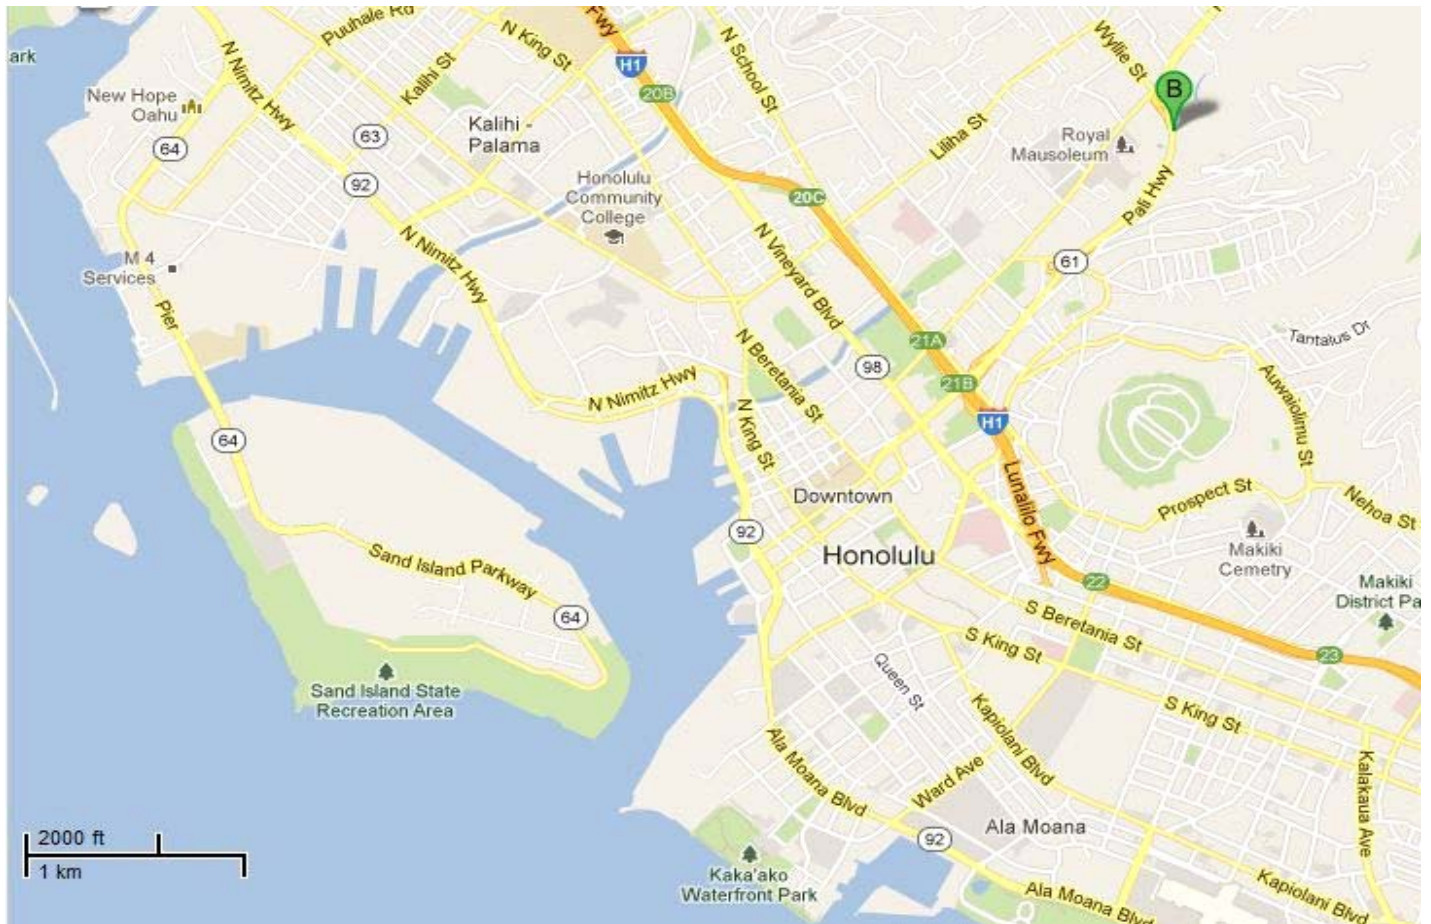 Puuhale Rd
Fwy
ark
N King St
N School St
Wyllie St
H1
N Nimitz Hwy
Kalihi St
20B
B
New Hope
Oahu
Kalihi -
Palama
63
64
Liliha St
Royal
Mausoleum
92
Honolulu
Community
College
20C
Pali Hwy
N Nimitz Hwy
N Vineyard Blvd
61
M 4
Services
Pier
21A
Tantalus Dr
N Beretania St
98
21B
Auwaiolimu St
N Nimitz Hwy
N King St
H1
64
Lunalilo Fwy
Downtown
Prospect St
Nehoa St
92
Honolulu
Makiki
Cemetry
Sand Island Parkway
22
Makiki
District Pa
64
S Beretania St
S King St
23
Queen St
Sand Island State
Recreation Area
Kapiolani Blvd
S King St
Ala Moana Blvd
Ward Ave
Kalakaua Ave
2000 ft
1 km
92
Ala Moana
Kaka'ako
Waterfront Park
Ala Moana Blvd
Kapiolani Blvd